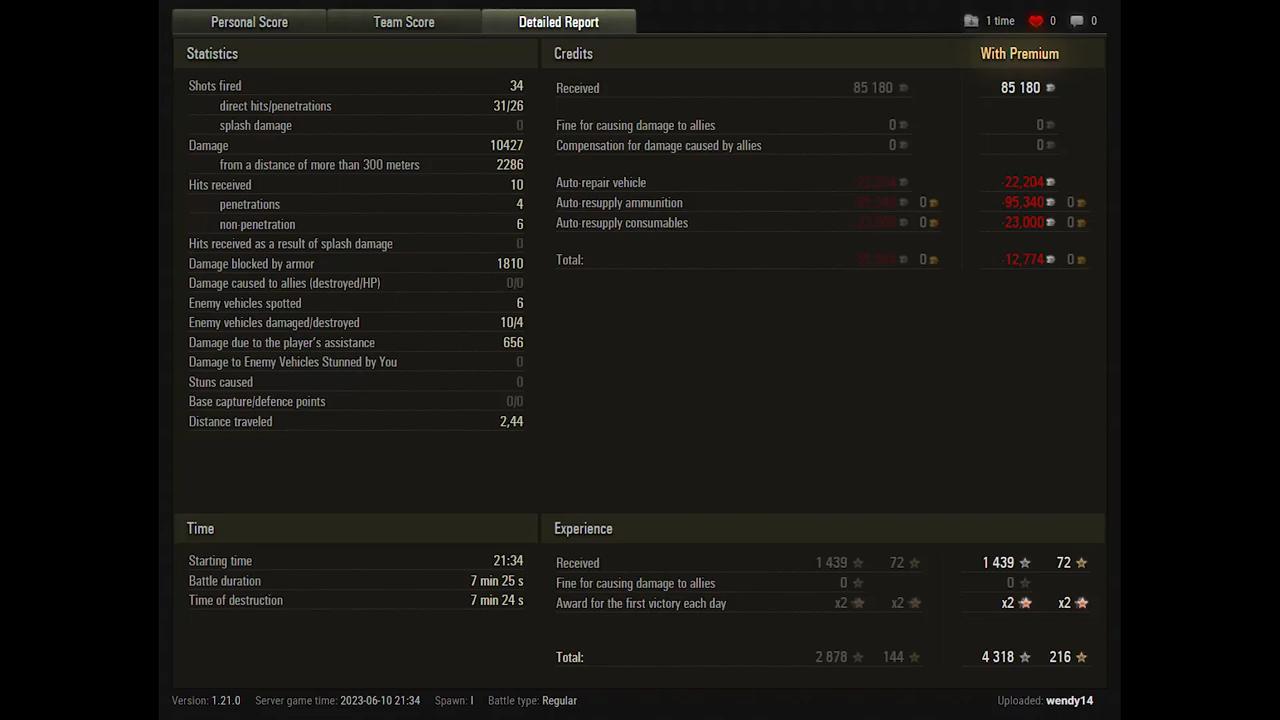 Personal Score Team Score Detailed Report 1 time 0 0
Statistics
Shots fired 34
direct hits/penetrations 31/26
splash damage 0
Damage 10427
from a distance of more than 300 meters 2286
Hits received 10
penetrations 4
non-penetration 6
Hits received as a result of splash damage 0
Damage blocked by armor 1810
Damage caused to allies (destroyed/HP) 0/0
Enemy vehicles spotted 6
Enemy vehicles damaged/destroyed 10/4
Damage due to the player's assistance 656
Damage to Enemy Vehicles Stunned by You 0
Stuns caused 0
Base capture/defence points 0/0
Distance traveled 2,44
Credits With Premium
Received 85 180 85 180
Fine for causing damage to allies 0 0
Compensation for damage caused by allies 0 0
Auto-repair vehicle -22,204 -22,204
Auto-resupply ammunition -95,340 0 -95,340 0
Auto-resupply consumables -23,000 0 -23,000 0
Total: 0 -12,774 0
Time
Starting time 21:34
Battle duration 7 min 25 s
Time of destruction 7 min 24 s
Experience
Received 1 439 72 1 439 72
Fine for causing damage to allies 0 0
Award for the first victory each day x2 x2 x2 x2
Total: 2 878 144 4 318 216
Version: 1.21.0 Server game time: 2023-06-10 21:34 Spawn: I Battle type: Regular Uploaded: wendy14